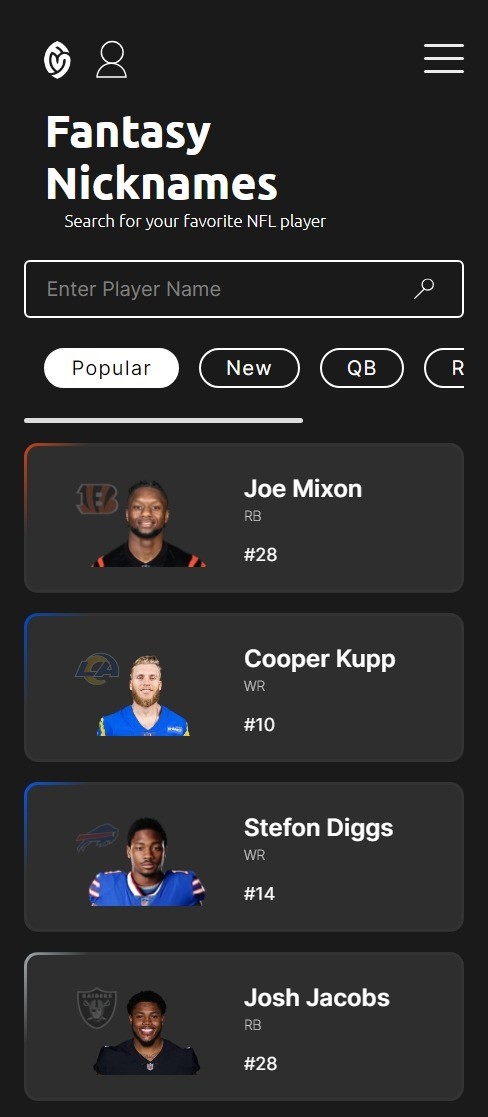 Fantasy
Nicknames
Search for your favorite NFL player
Enter Player Name
Popular New QB R
Joe Mixon
RB
#28
Cooper Kupp
WR
#10
Stefon Diggs
WR
#14
RAIDERS
Josh Jacobs
RB
#28